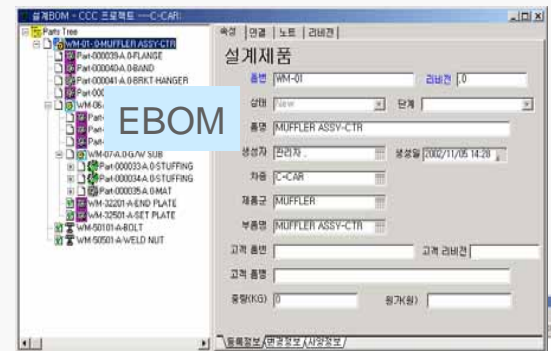 설계BOM - CCC 프로젝트 ----C-CAR:
Parts Tree
WM-01-.0-MUFFLER ASSY-CTR
Part-000039-A.0-FLANGE
Part-000040-A.0-BAND
Part-000041-A.0-BRKT HANGER
EBOM
WM-07-A.0-G/W SUB
Part-000033-A.0-STUFFING
Part-000034-A.0-STUFFING
Part-000035-A.0-MAT
WM-32201-A-END PLATE
WM-32501-A-SET PLATE
WM-50101-A-BOLT
WM-50501-A-WELD NUT
속성 연결 노트 리비전
설계제품
품번 WM-01 리비전 .0
상태 New 단계
품명 MUFFLER ASSY-CTR
생성자 관리자 . 생성일 2002/11/05 14:28
차종 C-CAR
제품군 MUFFLER
부품명 MUFFLER ASSY-CTR
고객 품번 고객 리비전
고객 품명
중량(KG) 0 원가(원)
등록정보 변경정보 사양정보